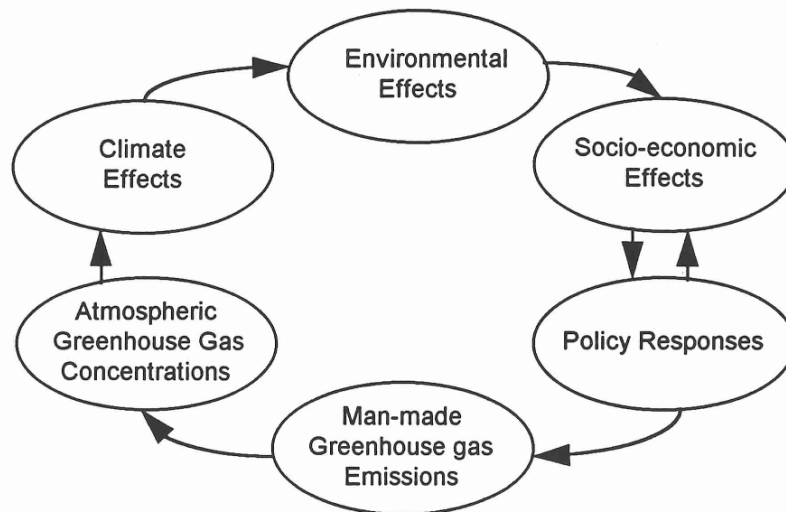 Environmental
Effects
Climate
Effects
Socio-economic
Effects
Atmospheric
Greenhouse Gas
Concentrations
Policy Responses
Man-made
Greenhouse gas
Emissions